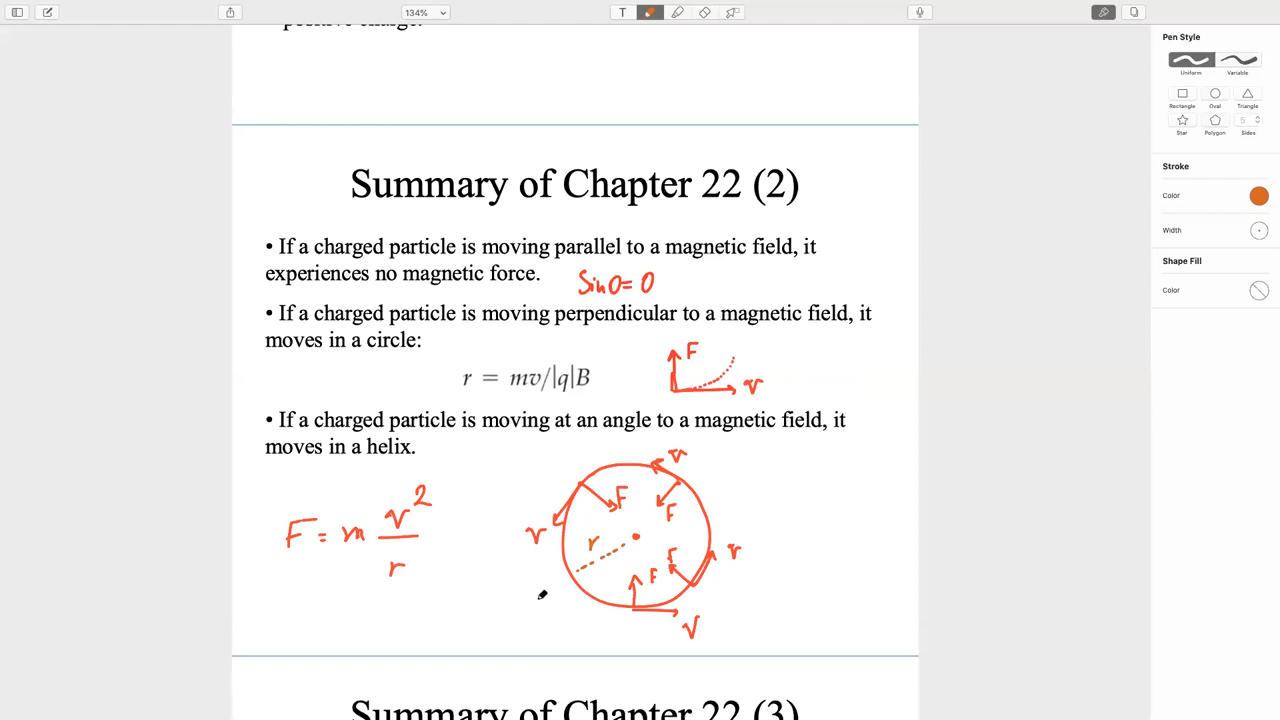 134%
T
positive charge.
Pen Style
Uniform Variable
Rectangle Oval Triangle
5
Star Polygon Sides
Stroke
Color
Width
Shape Fill
Color
Summary of Chapter 22 (2)
• If a charged particle is moving parallel to a magnetic field, it
experiences no magnetic force.
Sin0=0
• If a charged particle is moving perpendicular to a magnetic field, it
moves in a circle:
r = mv/|q|B
F
v
• If a charged particle is moving at an angle to a magnetic field, it
moves in a helix.
F = m v²/r
v
F
F
v
r
F
v
F
v
Summary of Chapter 22 (3)